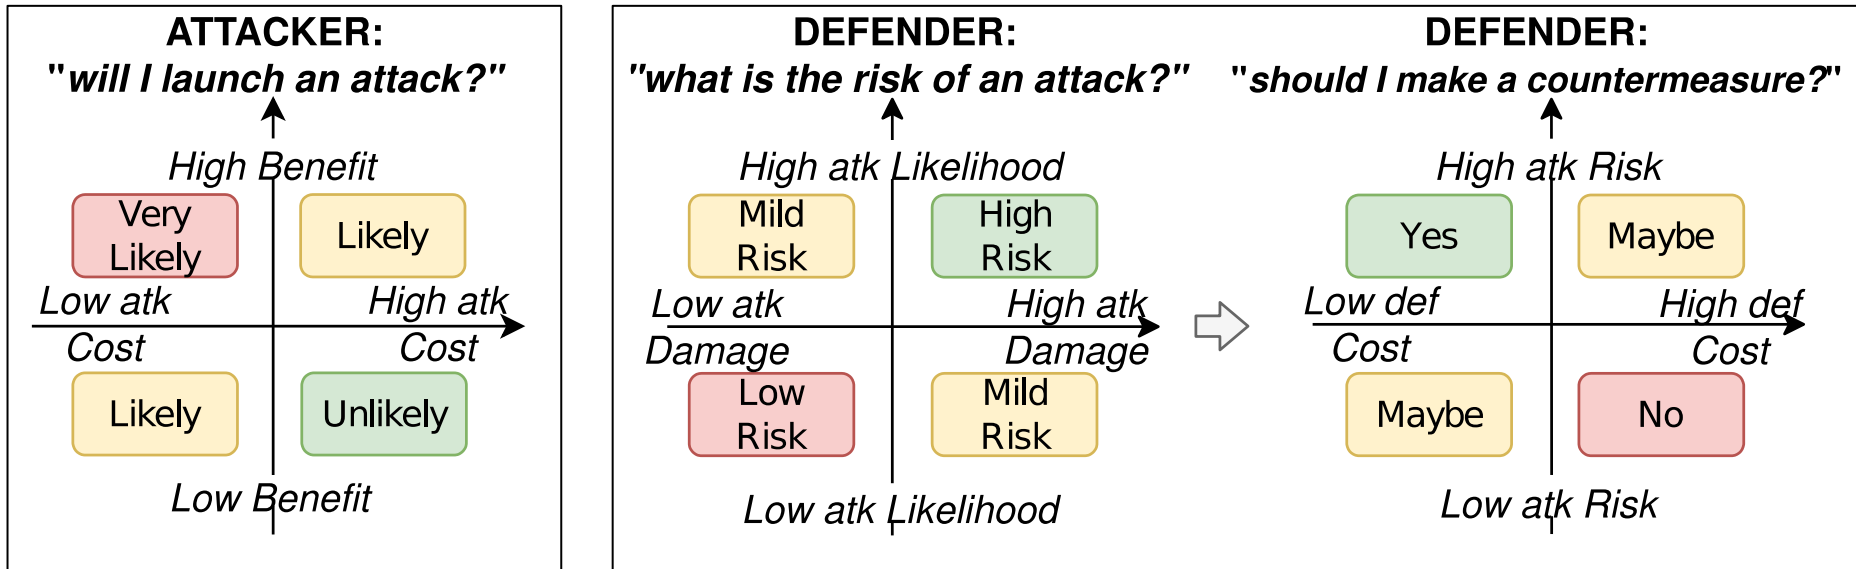 ATTACKER:
"will I launch an attack?"
High Benefit
Very
Likely
Likely
Low atk
Cost
High atk
Cost
Likely
Unlikely
Low Benefit
DEFENDER:
"what is the risk of an attack?"
High atk Likelihood
Mild
Risk
High
Risk
Low atk
Damage
High atk
Damage
Low
Risk
Mild
Risk
Low atk Likelihood
DEFENDER:
"should I make a countermeasure?"
High atk Risk
Yes
Maybe
Low def
Cost
High def
Cost
Maybe
No
Low atk Risk